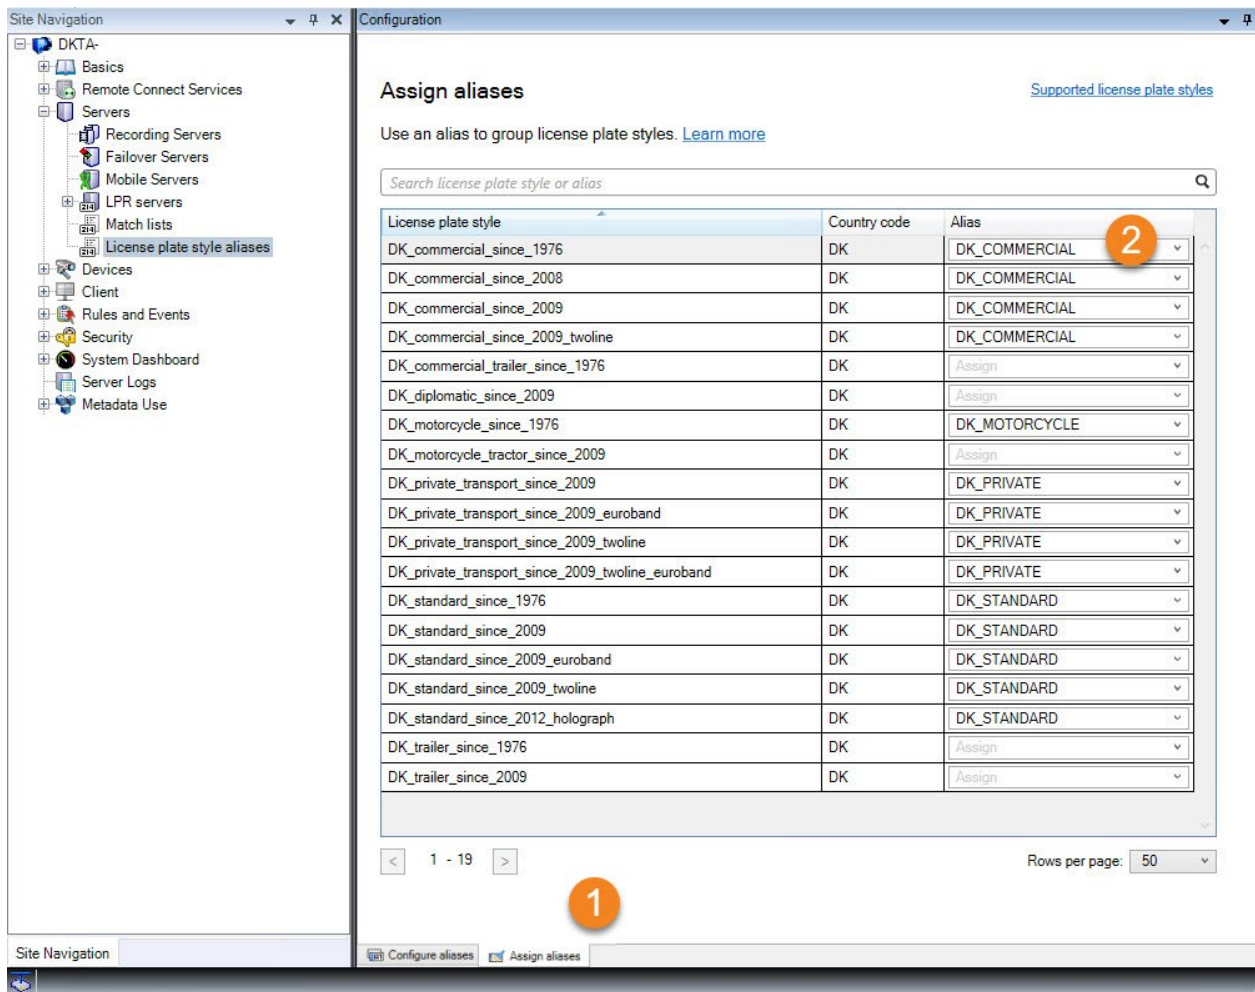 Site Navigation
DKTA-
Basics
Remote Connect Services
Servers
Recording Servers
Failover Servers
Mobile Servers
LPR servers
Match lists
License plate style aliases
Devices
Client
Rules and Events
Security
System Dashboard
Server Logs
Metadata Use
Site Navigation
Configuration
Assign aliases
Supported license plate styles
Use an alias to group license plate styles. Learn more
Search license plate style or alias
License plate style Country code Alias
2
DK_commercial_since_1976 DK DK_COMMERCIAL
DK_commercial_since_2008 DK DK_COMMERCIAL
DK_commercial_since_2009 DK DK_COMMERCIAL
DK_commercial_since_2009_twoline DK DK_COMMERCIAL
DK_commercial_trailer_since_1976 DK Assign
DK_diplomatic_since_2009 DK Assign
DK_motorcycle_since_1976 DK DK_MOTORCYCLE
DK_motorcycle_tractor_since_2009 DK Assign
DK_private_transport_since_2009 DK DK_PRIVATE
DK_private_transport_since_2009_euroband DK DK_PRIVATE
DK_private_transport_since_2009_twoline DK DK_PRIVATE
DK_private_transport_since_2009_twoline_euroband DK DK_PRIVATE
DK_standard_since_1976 DK DK_STANDARD
DK_standard_since_2009 DK DK_STANDARD
DK_standard_since_2009_euroband DK DK_STANDARD
DK_standard_since_2009_twoline DK DK_STANDARD
DK_standard_since_2012_holograph DK DK_STANDARD
DK_trailer_since_1976 DK Assign
DK_trailer_since_2009 DK Assign
< 1 - 19 >
Rows per page: 50
1
Configure aliases Assign aliases